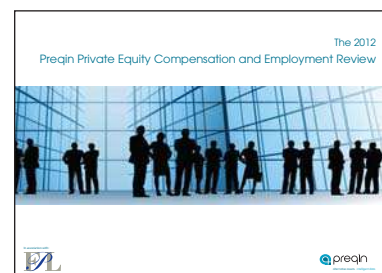 The 2012
Preqin Private Equity Compensation and Employment Review
preqin